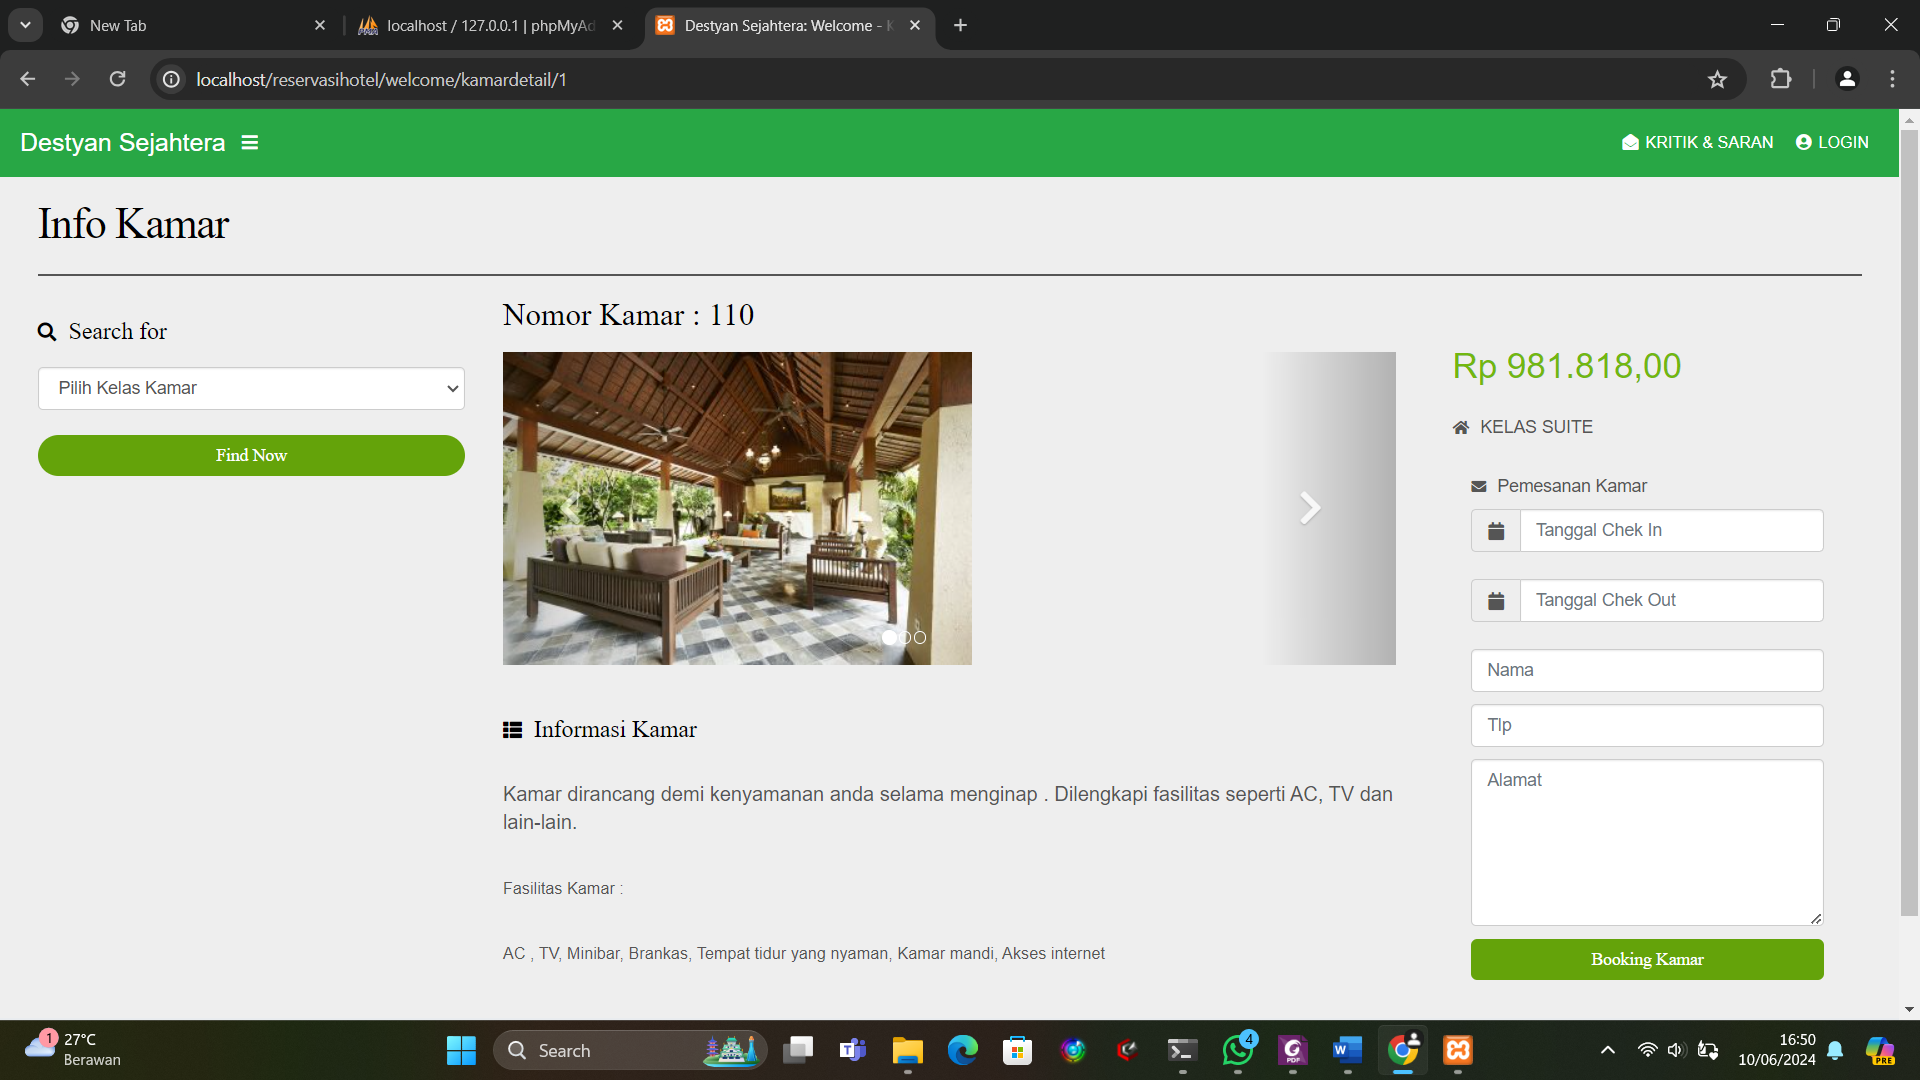 New Tab
localhost / 127.0.0.1 | phpMyAd
Destyan Sejahtera: Welcome - K
localhost/reservasihotel/welcome/kamardetail/1
Destyan Sejahtera
KRITIK & SARAN
LOGIN
Info Kamar
Search for
Pilih Kelas Kamar
Find Now
Nomor Kamar : 110
Informasi Kamar
Kamar dirancang demi kenyamanan anda selama menginap . Dilengkapi fasilitas seperti AC, TV dan
lain-lain.
Fasilitas Kamar :
AC , TV, Minibar, Brankas, Tempat tidur yang nyaman, Kamar mandi, Akses internet
Rp 981.818,00
KELAS SUITE
Pemesanan Kamar
Tanggal Chek In
Tanggal Chek Out
Nama
Tlp
Alamat
Booking Kamar
1
27°C
Berawan
Search
4
PDF
16:50
10/06/2024
PRE